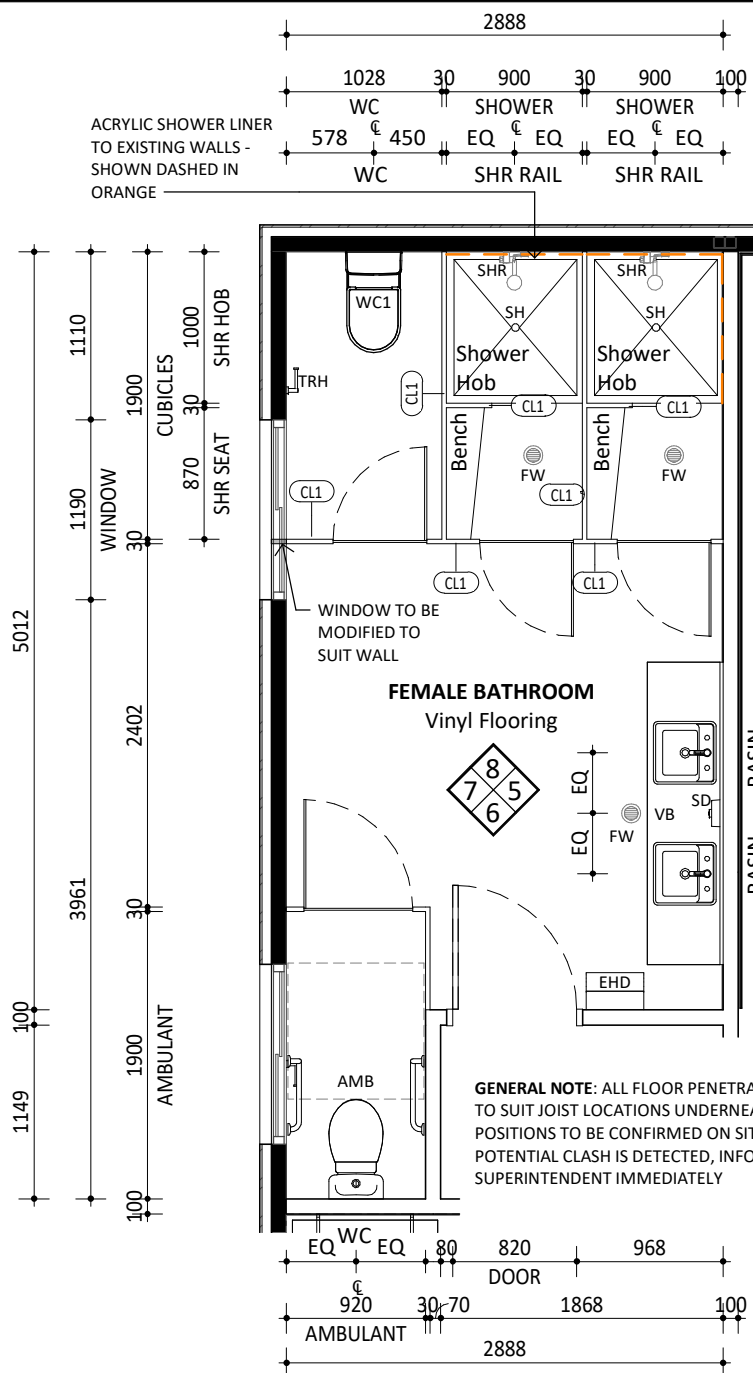 2888
1028 30 900 30 900 100
WC SHOWER SHOWER
℄ ℄ ℄
578 450 EQ EQ EQ EQ
WC SHR RAIL SHR RAIL
ACRYLIC SHOWER LINER
TO EXISTING WALLS -
SHOWN DASHED IN
ORANGE
SHR SHR
WC1
SH SH
Shower Hob
Shower Hob
TRH
CL1
CL1
CL1
Bench
Bench
FW
FW
CL1
CL1
CL1
CL1
5012
100
1149
1110
1190
WINDOW
3961
1900
CUBICLES
30
2402
30
1900
AMBULANT
100
1000
SHR HOB
30
870
SHR SEAT
WINDOW TO BE
MODIFIED TO
SUIT WALL
FEMALE BATHROOM
Vinyl Flooring
8
7 5
6
EQ
EQ
FW
VB
SD
BASIN
BASIN
EHD
AMB
GENERAL NOTE: ALL FLOOR
TO SUIT JOIST LOCATIONS
POSITIONS TO BE CONFIRMED ON
POTENTIAL CLASH IS DETECTED,
SUPERINTENDENT IMMEDIATELY
WC
EQ EQ 80 820 968
DOOR
℄
920 30 70 1868 100
AMBULANT
2888